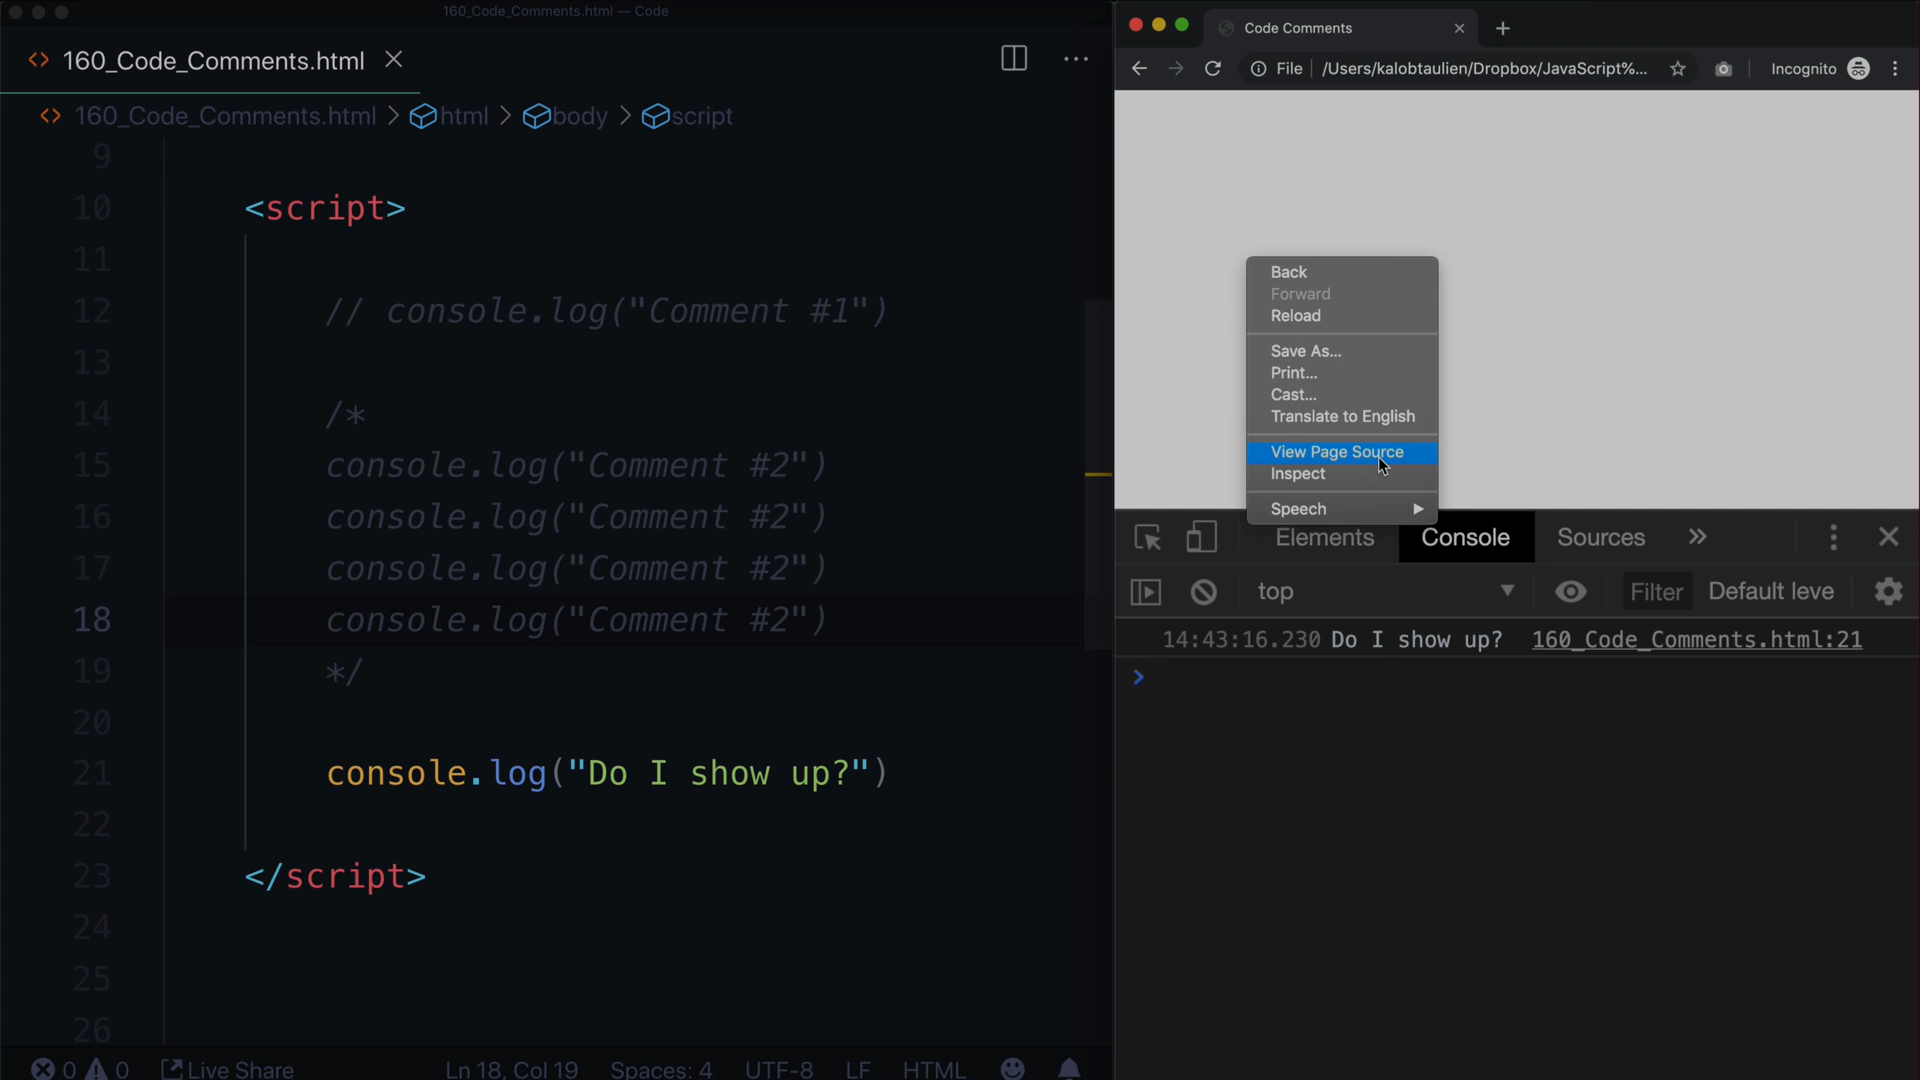 160_Code_Comments.html — Code
160_Code_Comments.html
160_Code_Comments.html > html > body > script
9
10 <script>
11
12 // console.log("Comment #1")
13
14 /*
15 console.log("Comment #2")
16 console.log("Comment #2")
17 console.log("Comment #2")
18 console.log("Comment #2")
19 */
20
21 console.log("Do I show up?")
22
23 </script>
24
25
26
0 0 Live Share Ln 18, Col 19 Spaces: 4 UTF-8 LF HTML
Code Comments
File /Users/kalobtaulien/Dropbox/JavaScript%... Incognito
Back
Forward
Reload
Save As...
Print...
Cast...
Translate to English
View Page Source
Inspect
Speech
Elements Console Sources
top Filter Default leve
14:43:16.230 Do I show up? 160_Code_Comments.html:21